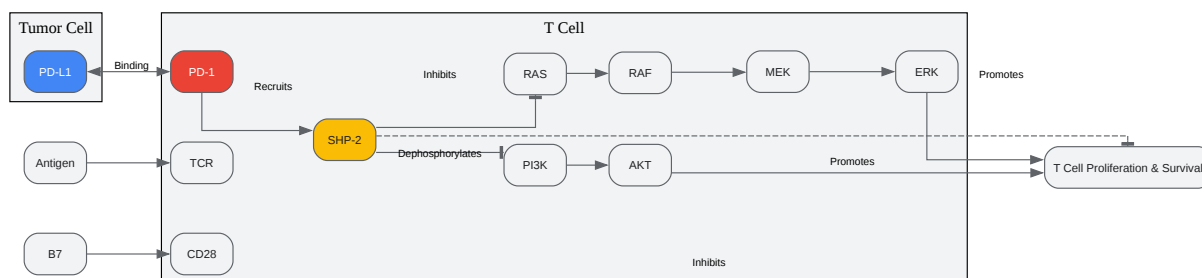 Tumor Cell
T Cell
PD-L1
Binding
PD-1
Recruits
Inhibits
RAS
RAF
MEK
ERK
Promotes
SHP-2
Dephosphorylates
Antigen
TCR
PI3K
AKT
Promotes
T Cell Proliferation & Survival
B7
CD28
Inhibits